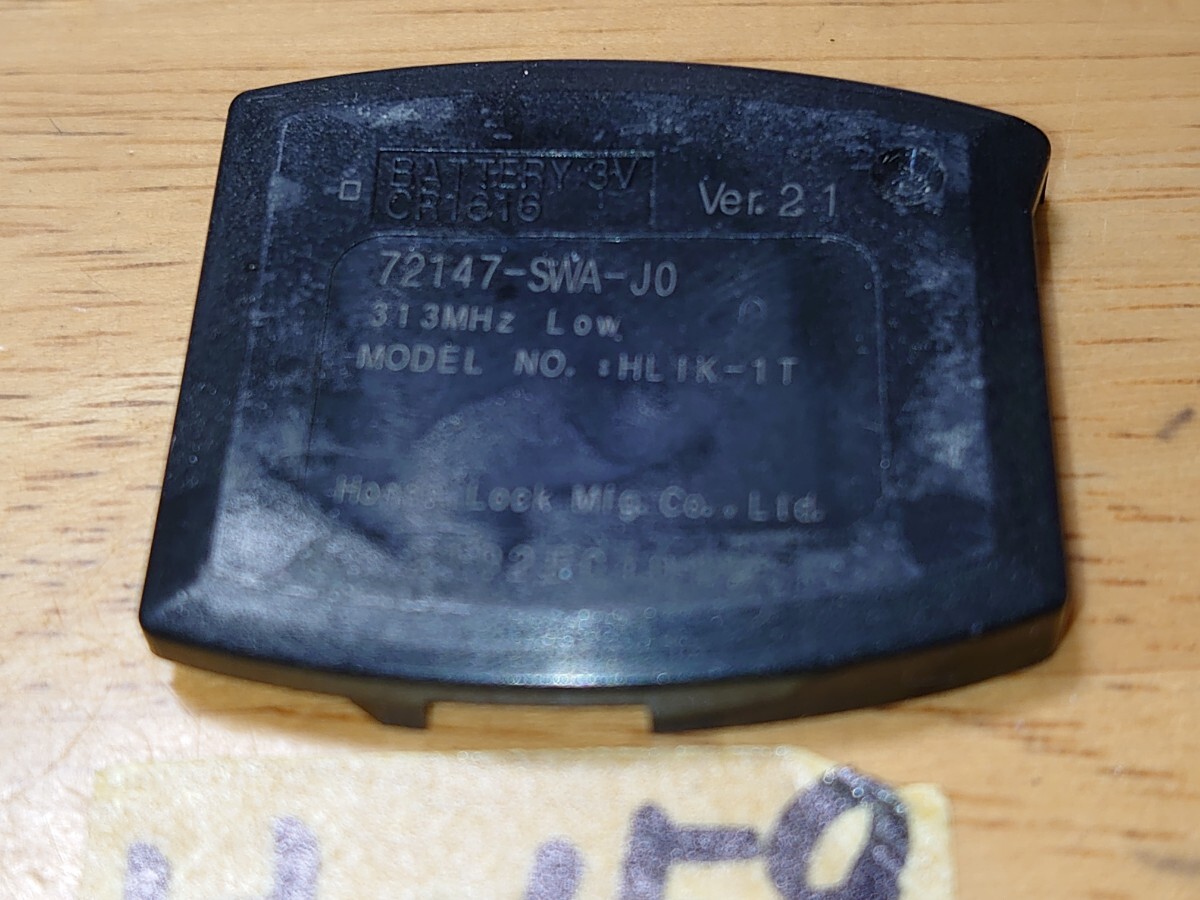 BATTERY 3V
CR1616
Ver. 2 1
72147-SWA-J0
313MHz Low
MODEL NO. :HLIK-1T
Honda Lock Mfg. Co., Ltd.